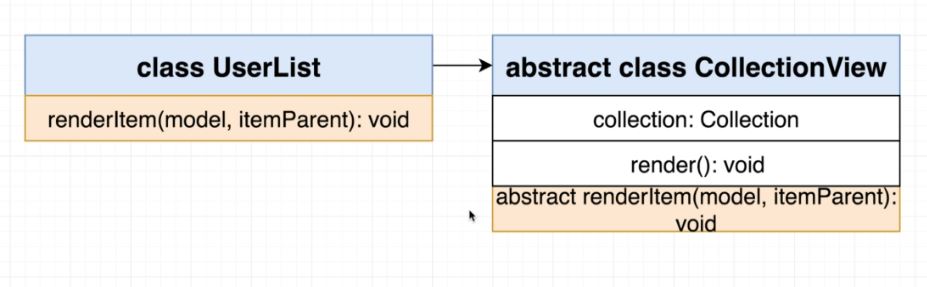 class UserList
renderItem(model, itemParent): void
abstract class CollectionView
collection: Collection
render(): void
abstract renderItem(model, itemParent):
void